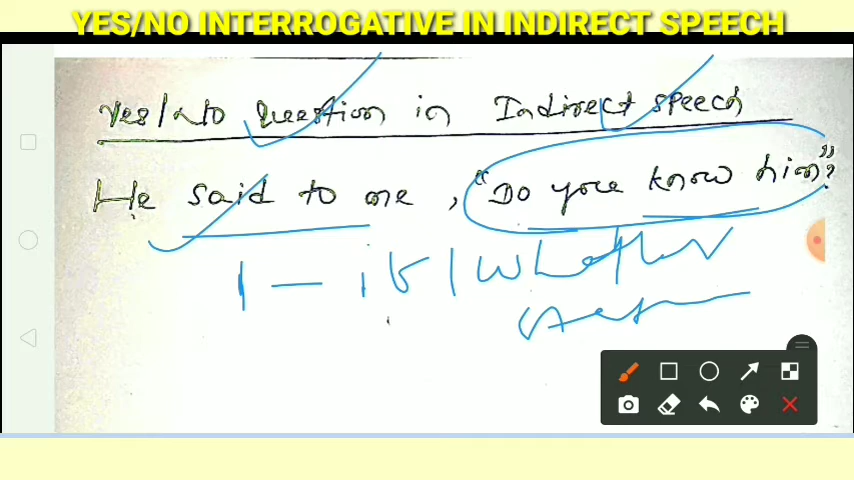 YES/NO INTERROGATIVE IN INDIRECT SPEECH
Yes/No Question in Indirect speech
He said to me, "Do you know him?"
1 — if / whether